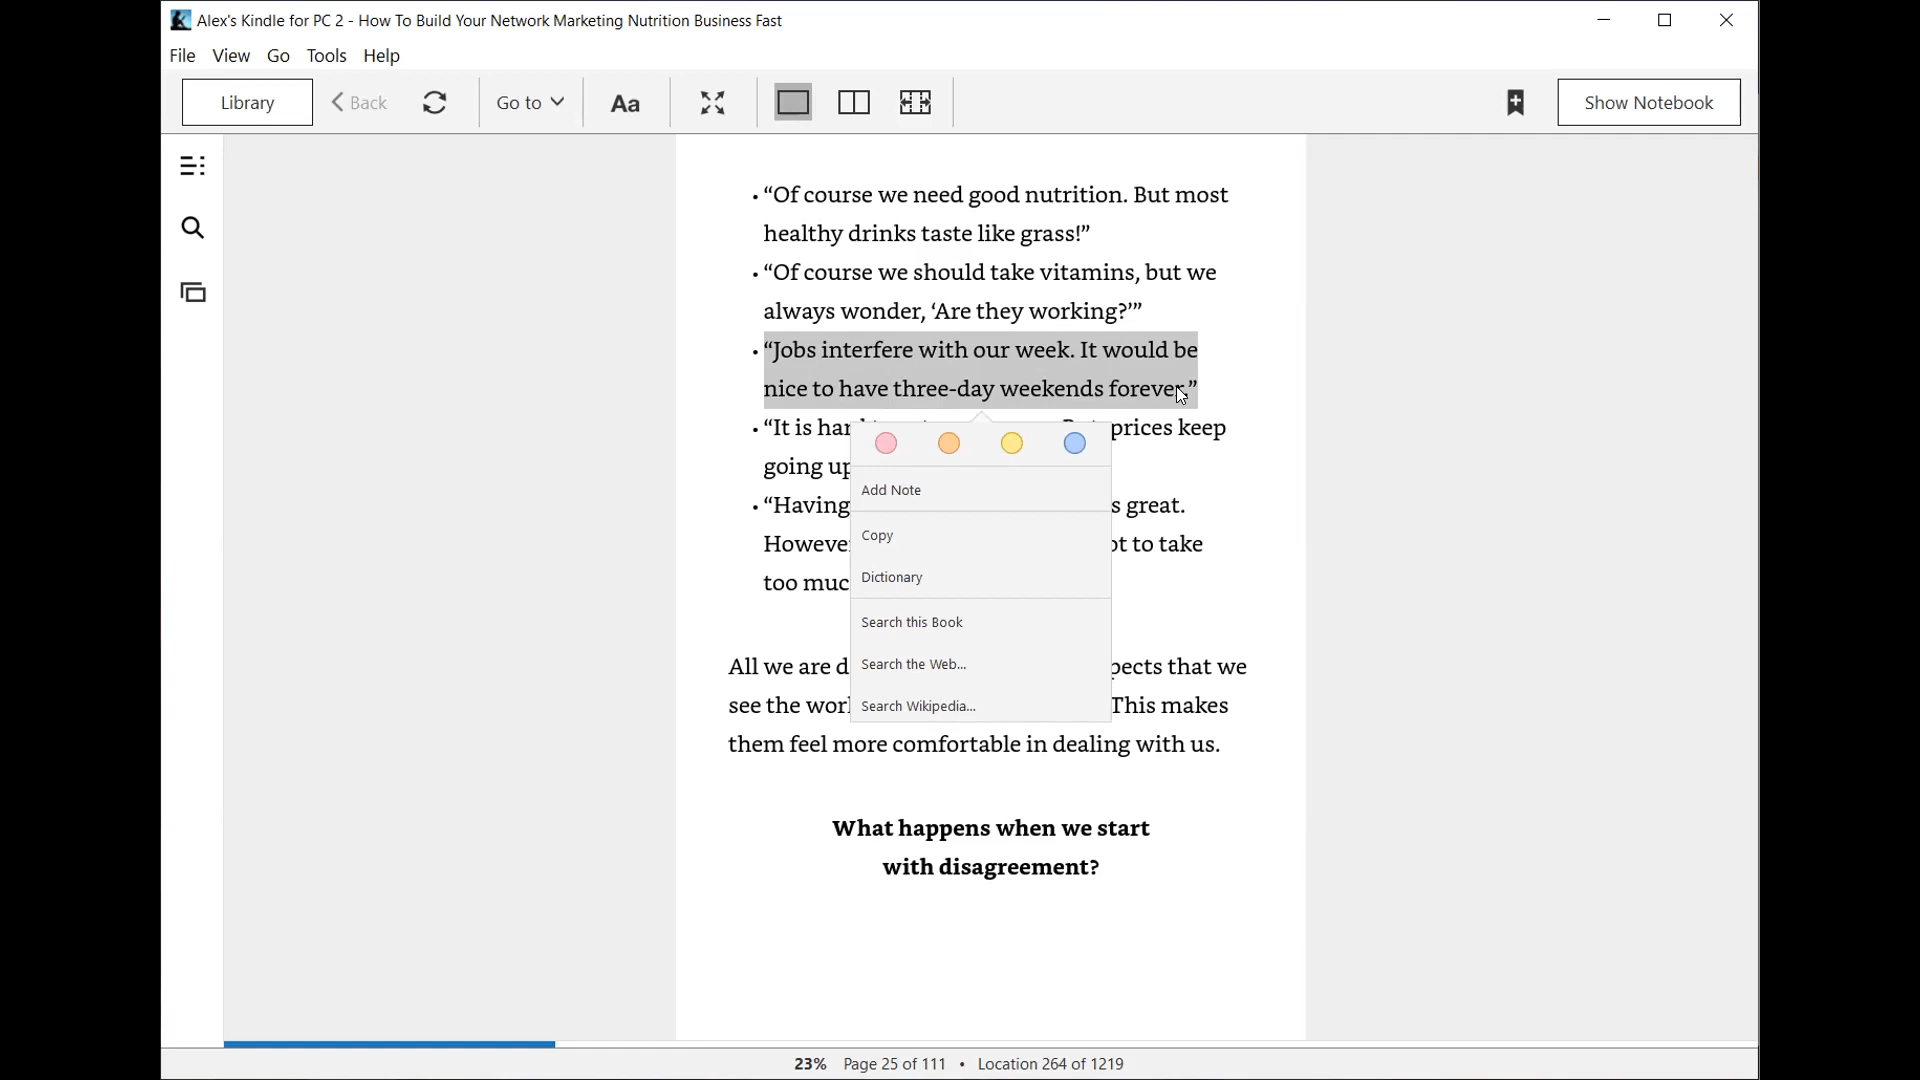 Alex's Kindle for PC 2 - How To Build Your Network Marketing Nutrition Business Fast
File View Go Tools Help
Library Back Go to Aa Show Notebook
• “Of course we need good nutrition. But most
healthy drinks taste like grass!”
• “Of course we should take vitamins, but we
always wonder, ‘Are they working?’”
• “Jobs interfere with our week. It would be
nice to have three-day weekends forever.”
• “It is prices keep
going up
• “Having great.
However to take
too
All we are that we
see the This makes
them feel more comfortable in dealing with us.
Add Note
Copy
Dictionary
Search this Book
Search the Web...
Search Wikipedia...
What happens when we start
with disagreement?
23% Page 25 of 111 • Location 264 of 1219